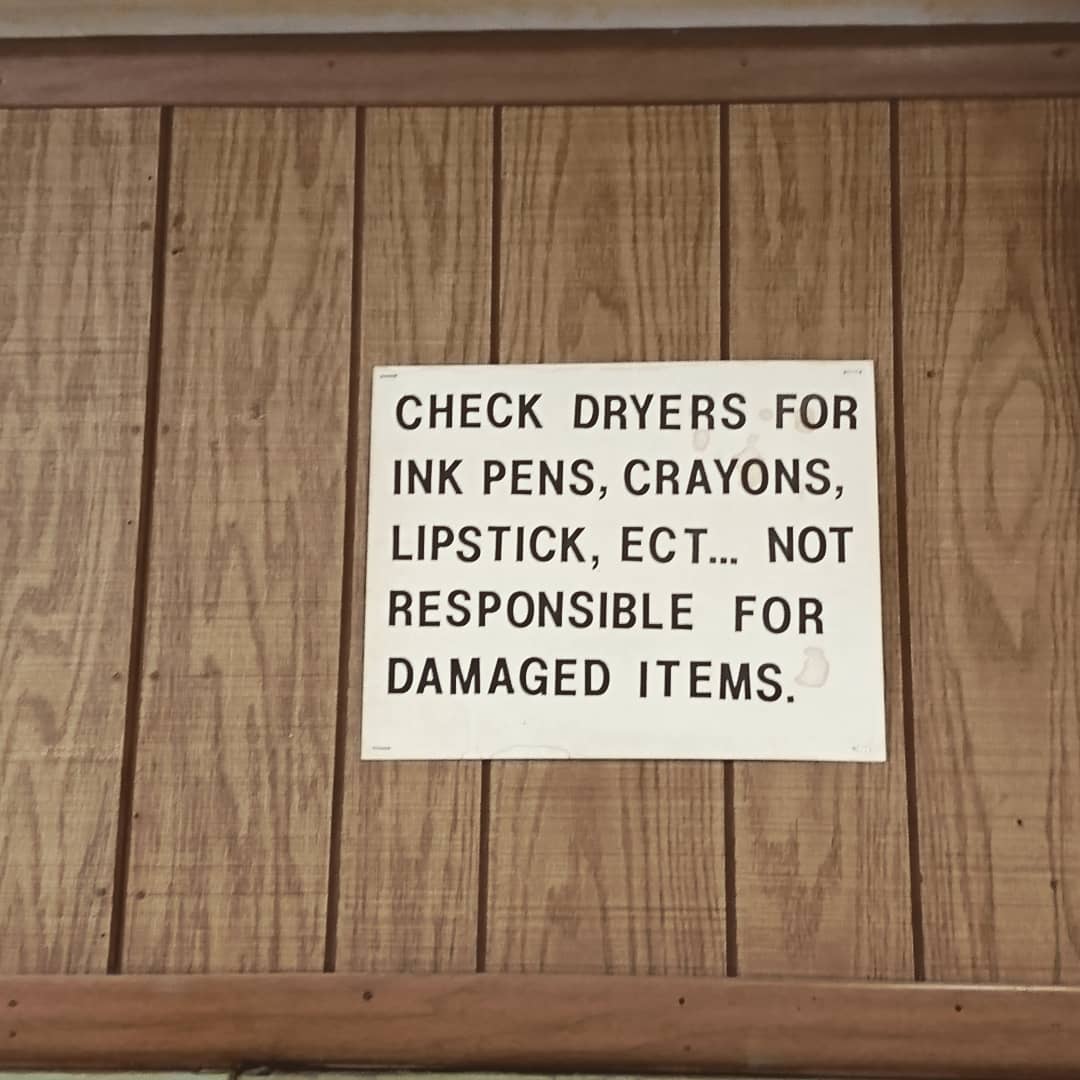 CHECK DRYERS FOR
INK PENS, CRAYONS,
LIPSTICK, ECT... NOT
RESPONSIBLE FOR
DAMAGED ITEMS.